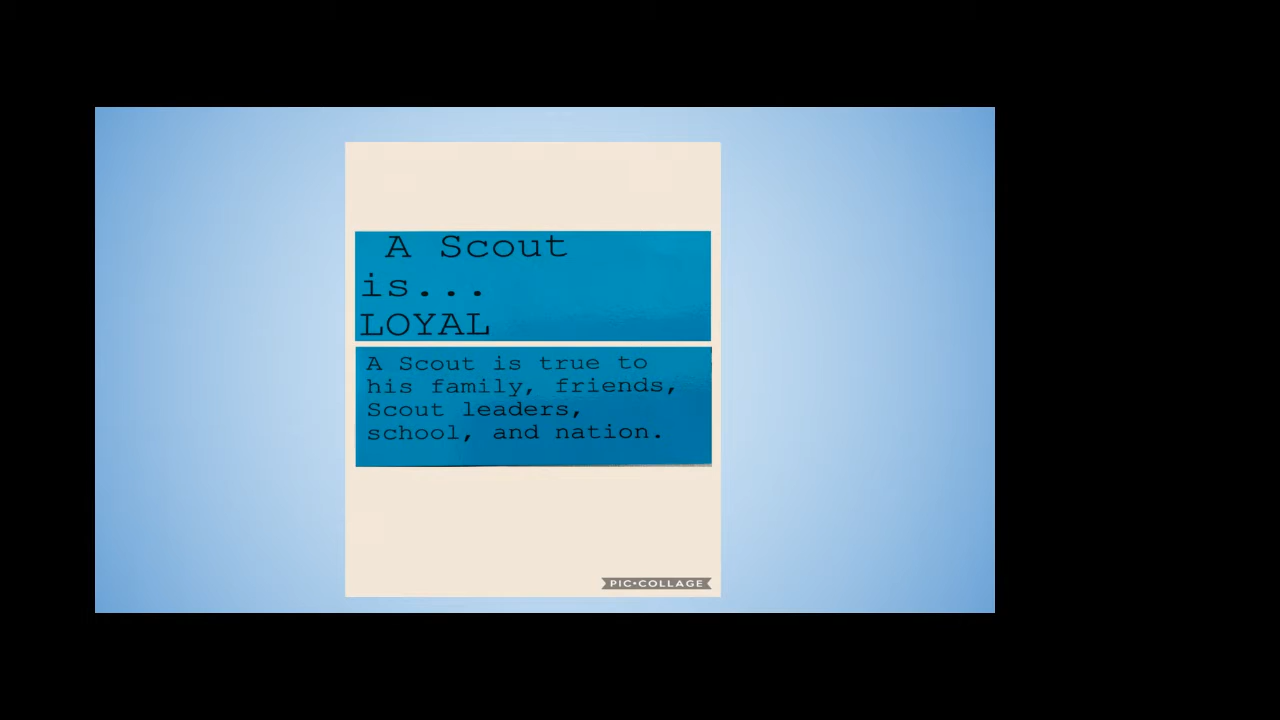 A Scout
is...
LOYAL
A Scout is true to
his family, friends,
Scout leaders,
school, and nation.
PIC•COLLAGE